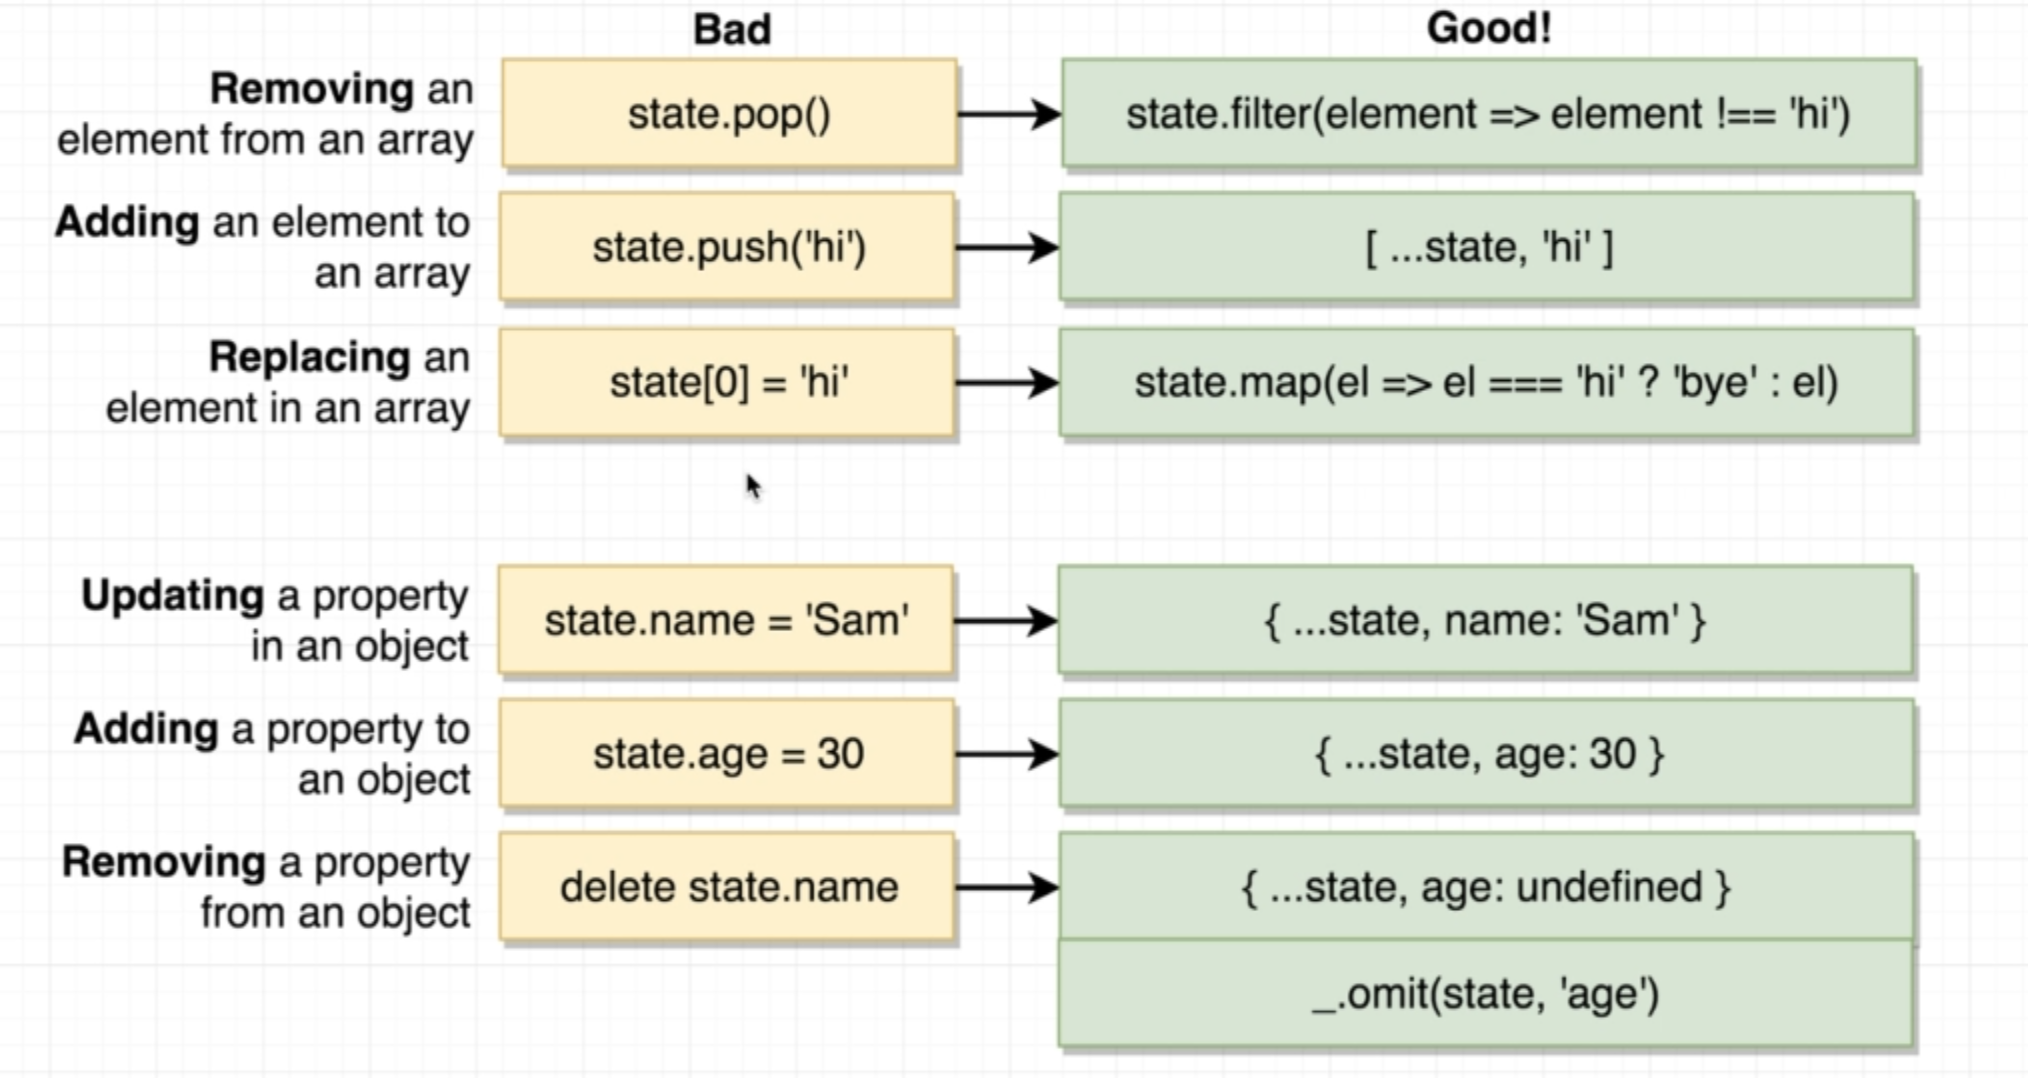 Bad
Good!
Removing an
element from an array
state.pop()
state.filter(element => element !== 'hi')
Adding an element to
an array
state.push('hi')
[ ...state, 'hi' ]
Replacing an
element in an array
state[0] = 'hi'
state.map(el => el === 'hi' ? 'bye' : el)
Updating a property
in an object
state.name = 'Sam'
{ ...state, name: 'Sam' }
Adding a property to
an object
state.age = 30
{ ...state, age: 30 }
Removing a property
from an object
delete state.name
{ ...state, age: undefined }
_.omit(state, 'age')